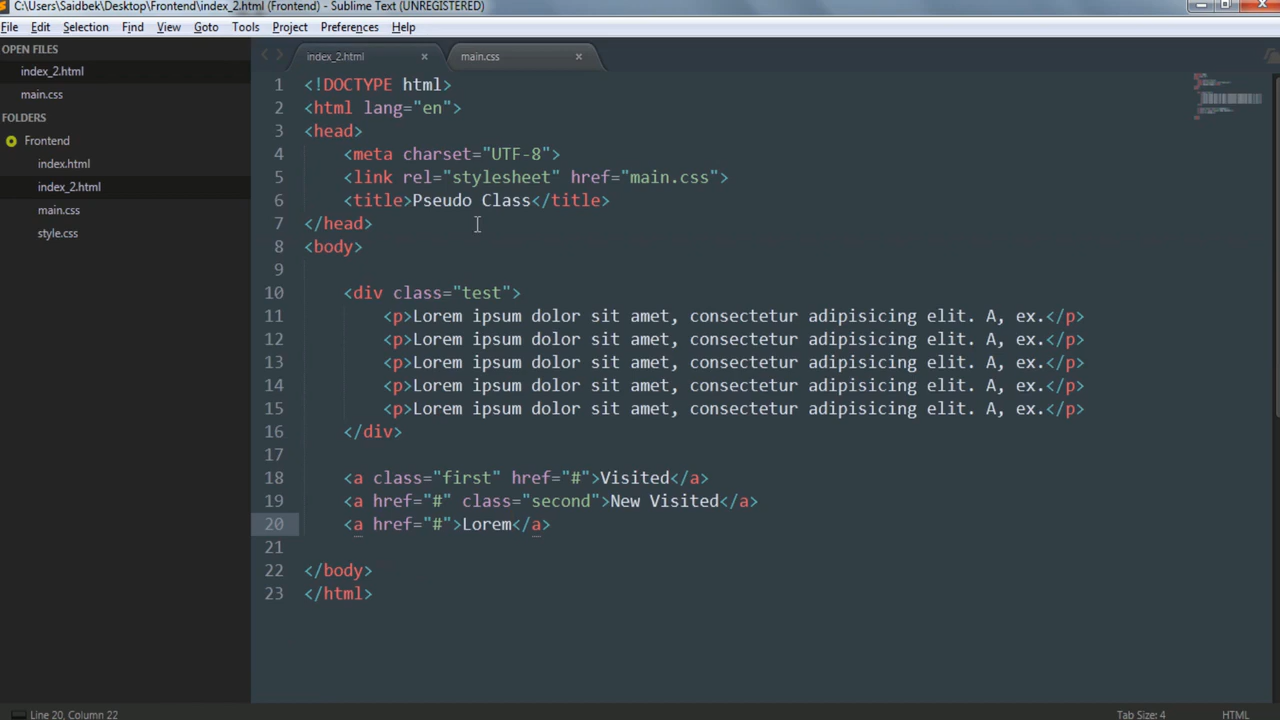 C:\Users\Saidbek\Desktop\Frontend\index_2.html (Frontend) - Sublime Text (UNREGISTERED)
File Edit Selection Find View Goto Tools Project Preferences Help
OPEN FILES
index_2.html
main.css
FOLDERS
Frontend
index.html
index_2.html
main.css
style.css
index_2.html × main.css ×
1 <!DOCTYPE html>
2 <html lang="en">
3 <head>
4 <meta charset="UTF-8">
5 <link rel="stylesheet" href="main.css">
6 <title>Pseudo Class</title>
7 </head>
8 <body>
9
10 <div class="test">
11 <p>Lorem ipsum dolor sit amet, consectetur adipisicing elit. A, ex.</p>
12 <p>Lorem ipsum dolor sit amet, consectetur adipisicing elit. A, ex.</p>
13 <p>Lorem ipsum dolor sit amet, consectetur adipisicing elit. A, ex.</p>
14 <p>Lorem ipsum dolor sit amet, consectetur adipisicing elit. A, ex.</p>
15 <p>Lorem ipsum dolor sit amet, consectetur adipisicing elit. A, ex.</p>
16 </div>
17
18 <a class="first" href="#">Visited</a>
19 <a href="#" class="second">New Visited</a>
20 <a href="#">Lorem</a>
21
22 </body>
23 </html>
Line 20, Column 22 Tab Size: 4 HTML